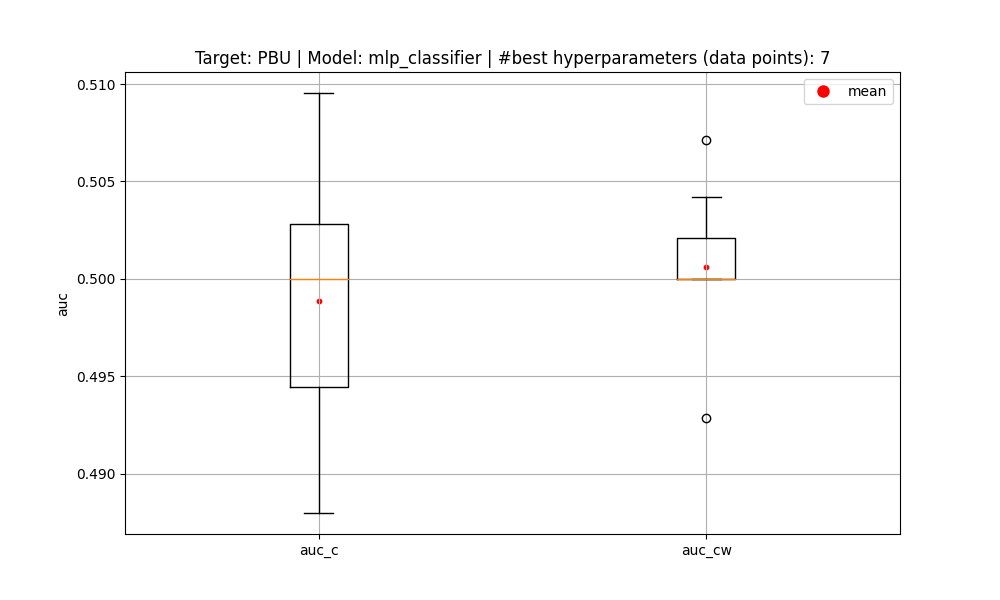 Target: PBU | Model: mlp_classifier | #best hyperparameters (data points): 7
mean
0.510
0.505
0.500
0.495
0.490
auc
auc_c
auc_cw